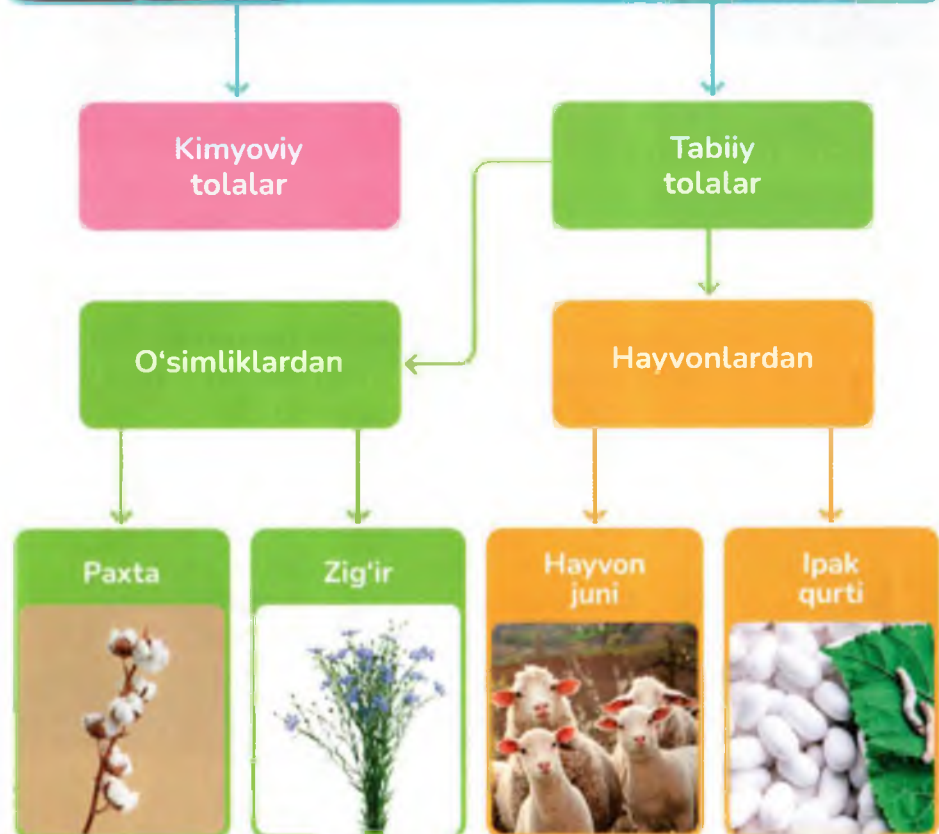 Kimyoviy
tolalar
Tabiiy
tolalar
O‘simliklardan
Hayvonlardan
Paxta
Zig‘ir
Hayvon
juni
Ipak
qurti